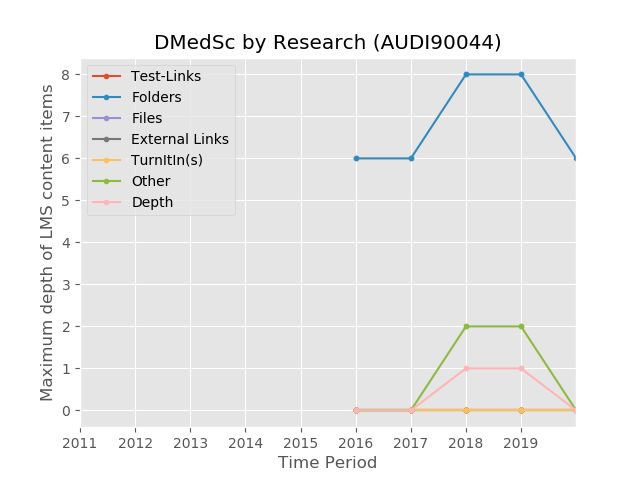 DMedSc by Research (AUDI90044)
Test-Links
Folders
Files
External Links
TurnItIn(s)
Other
Depth
Maximum depth of LMS content items
8
7
6
5
4
3
2
1
0
2011 2012 2013 2014 2015 2016 2017 2018 2019
Time Period